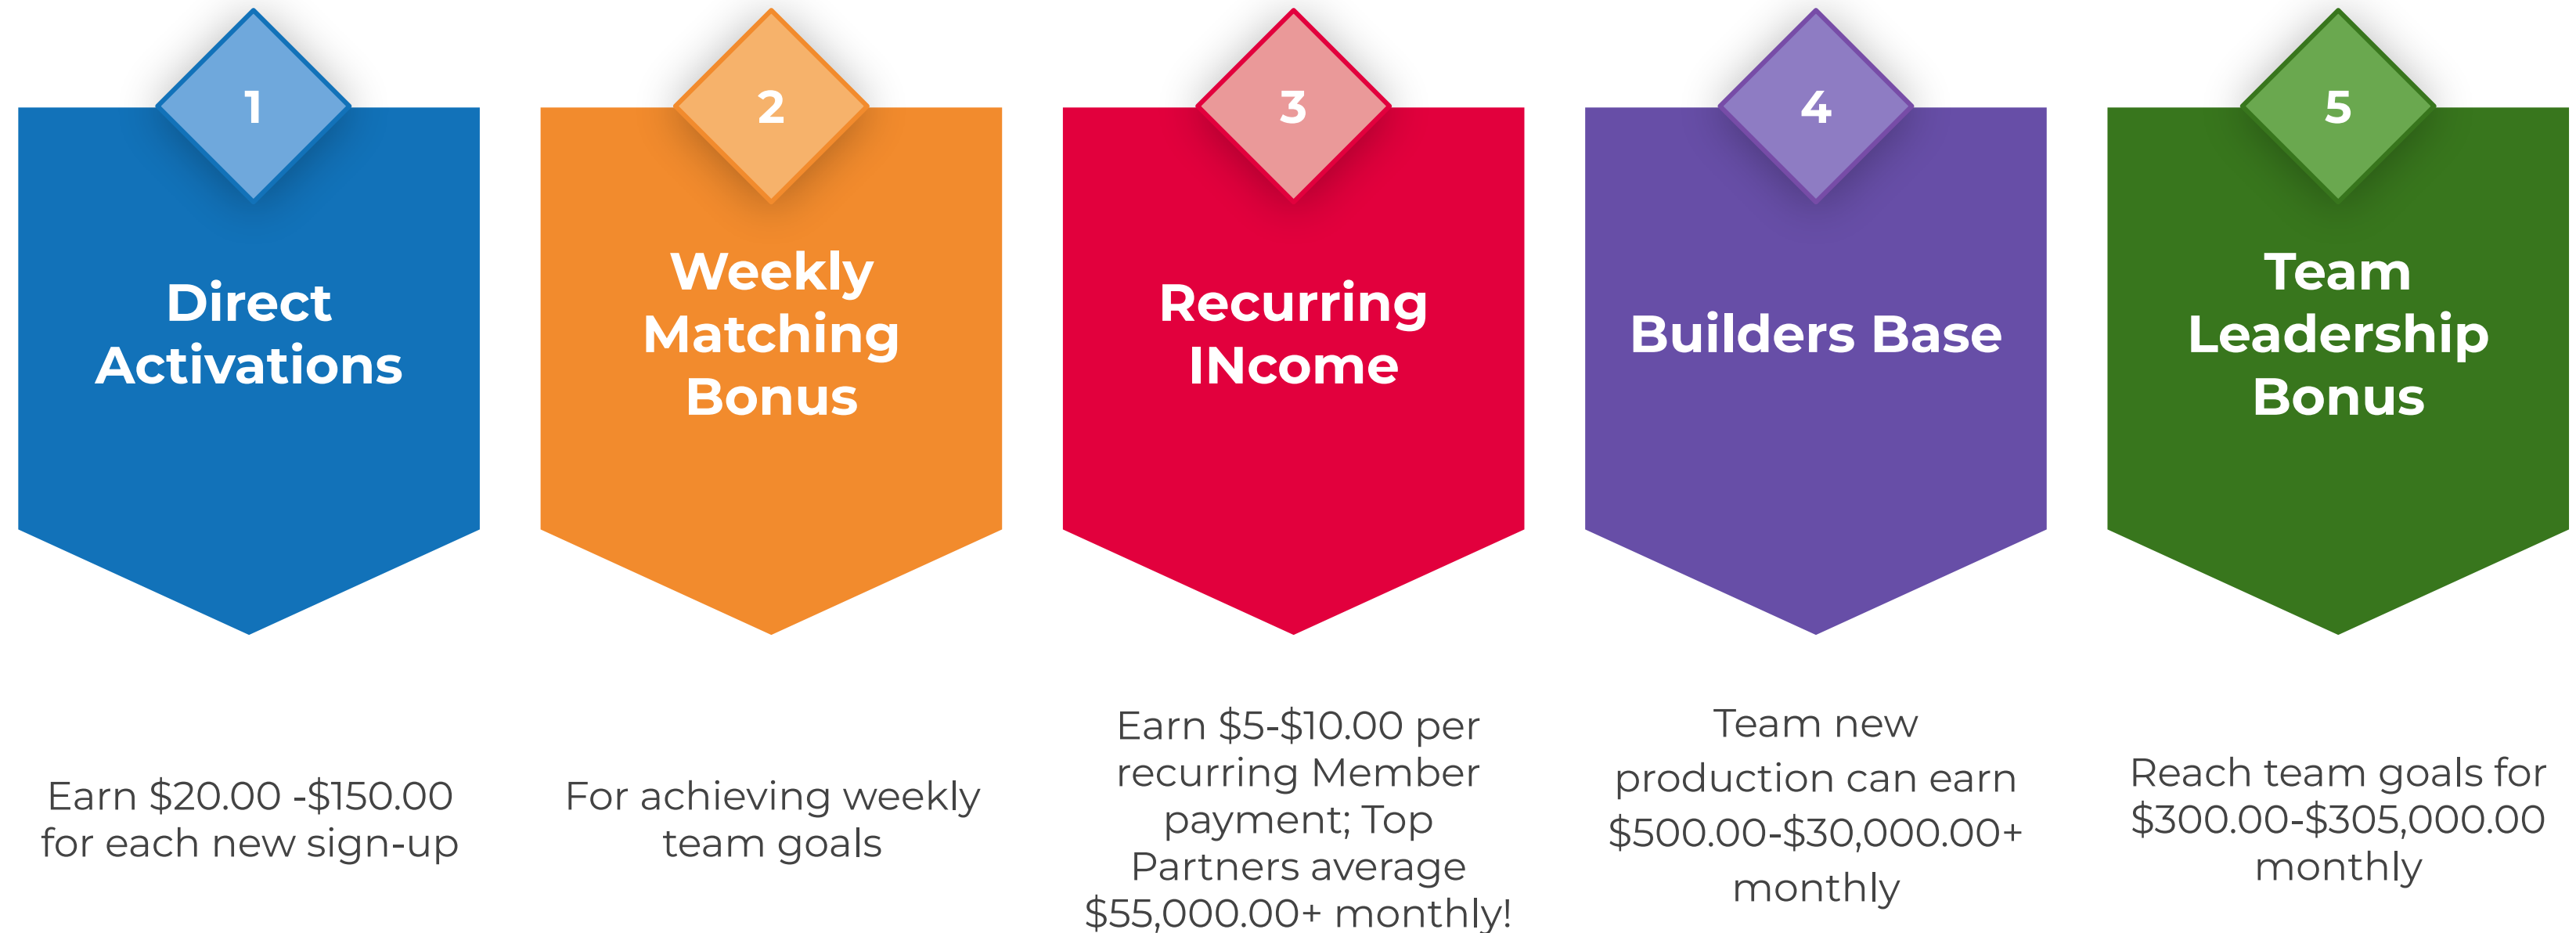 1
Direct
Activations
Earn $20.00 -$150.00
for each new sign-up
2
Weekly
Matching
Bonus
For achieving weekly
team goals
3
Recurring
INcome
Earn $5-$10.00 per
recurring Member
payment; Top
Partners average
$55,000.00+ monthly!
4
Builders Base
Team new
production can earn
$500.00-$30,000.00+
monthly
5
Team
Leadership
Bonus
Reach team goals for
$300.00-$305,000.00
monthly